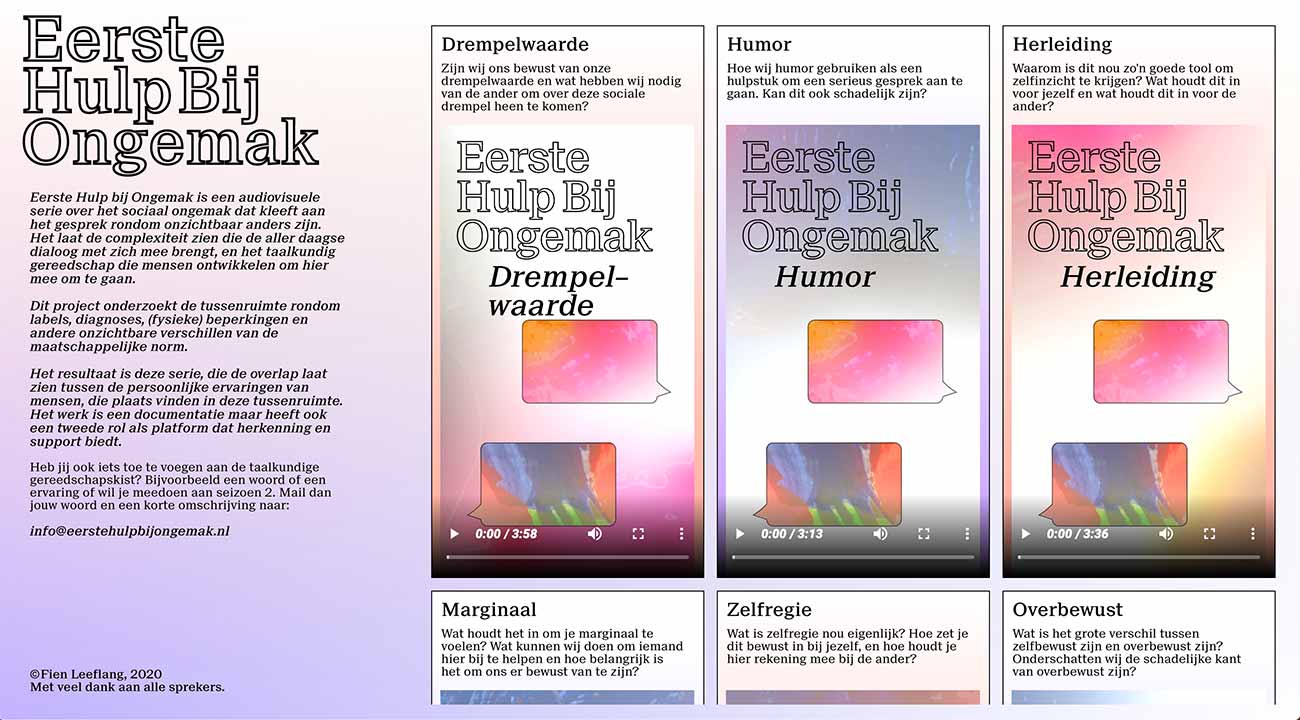 Eerste
Hulp Bij
Ongemak
Eerste Hulp bij Ongemak is een audiovisuele
serie over het sociaal ongemak dat kleeft aan
het gesprek rondom onzichtbaar anders zijn.
Het laat de complexiteit zien die de aller daagse
dialoog met zich mee brengt, en het taalkundig
gereedschap die mensen ontwikkelen om hier
mee om te gaan.
Dit project onderzoekt de tussenruimte rondom
labels, diagnoses, (fysieke) beperkingen en
andere onzichtbare verschillen van de
maatschappelijke norm.
Het resultaat is deze serie, die de overlap laat
zien tussen de persoonlijke ervaringen van
mensen, die plaats vinden in deze tussenruimte.
Het werk is een documentatie maar heeft ook
een tweede rol als platform dat herkenning en
support biedt.
Heb jij ook iets toe te voegen aan de taalkundige
gereedschapskist? Bijvoorbeeld een woord of een
ervaring of wil je meedoen aan seizoen 2. Mail dan
jouw woord en een korte omschrijving naar:
info@eerstehulpbijongemak.nl
©Fien Leeflang, 2020
Met veel dank aan alle sprekers.
Drempelwaarde
Zijn wij ons bewust van onze
drempelwaarde en wat hebben wij nodig
van de ander om over deze sociale
drempel heen te komen?
Eerste
Hulp Bij
Ongemak
Drempel-
waarde
0:00 / 3:58
Humor
Hoe wij humor gebruiken als een
hulpstuk om een serieus gesprek aan te
gaan. Kan dit ook schadelijk zijn?
Eerste
Hulp Bij
Ongemak
Humor
0:00 / 3:13
Herleiding
Waarom is dit nou zo'n goede tool om
zelfinzicht te krijgen? Wat houdt dit in
voor jezelf en wat houdt dit in voor de
ander?
Eerste
Hulp Bij
Ongemak
Herleiding
0:00 / 3:36
Marginaal
Wat houdt het in om je marginaal te
voelen? Wat kunnen wij doen om iemand
hier bij te helpen en hoe belangrijk is
het om ons er bewust van te zijn?
Zelfregie
Wat is zelfregie nou eigenlijk? Hoe zet je
dit bewust in bij jezelf, en hoe houdt je
hier rekening mee bij de ander?
Overbewust
Wat is het grote verschil tussen
zelfbewust zijn en overbewust zijn?
Onderschatten wij de schadelijke kant
van overbewust zijn?